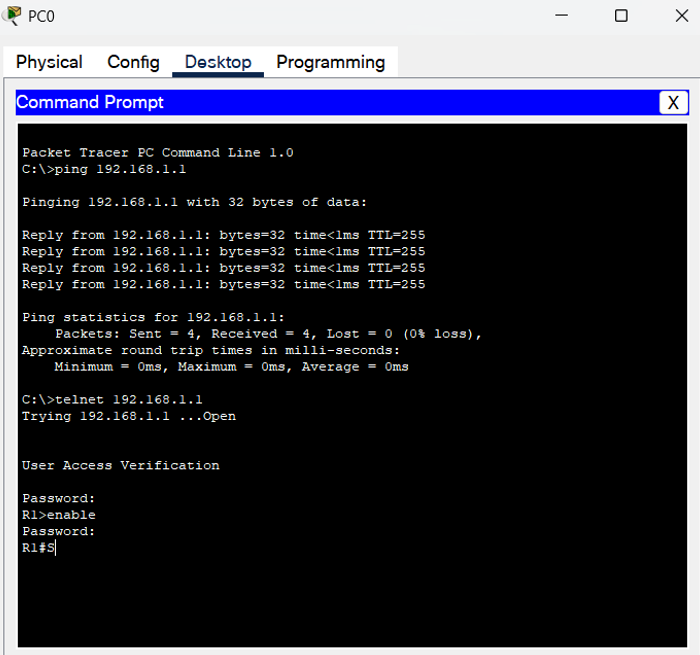 PC0
Physical Config Desktop Programming
Command Prompt X
Packet Tracer PC Command Line 1.0
C:\>ping 192.168.1.1
Pinging 192.168.1.1 with 32 bytes of data:
Reply from 192.168.1.1: bytes=32 time<1ms TTL=255
Reply from 192.168.1.1: bytes=32 time<1ms TTL=255
Reply from 192.168.1.1: bytes=32 time<1ms TTL=255
Reply from 192.168.1.1: bytes=32 time<1ms TTL=255
Ping statistics for 192.168.1.1:
Packets: Sent = 4, Received = 4, Lost = 0 (0% loss),
Approximate round trip times in milli-seconds:
Minimum = 0ms, Maximum = 0ms, Average = 0ms
C:\>telnet 192.168.1.1
Trying 192.168.1.1 ...Open
User Access Verification
Password:
R1>enable
Password:
R1#S